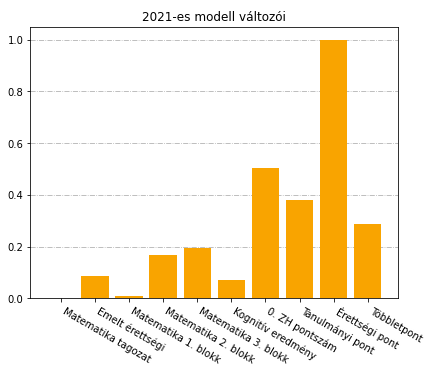 2021-es modell változói
1.0
0.8
0.6
0.4
0.2
0.0
Matematika tagozat
Emelt érettségi
Matematika 1. blokk
Matematika 2. blokk
Matematika 3. blokk
Kognitív eredmény
0. ZH pontszám
Tanulmányi pont
Érettségi pont
Többletpont